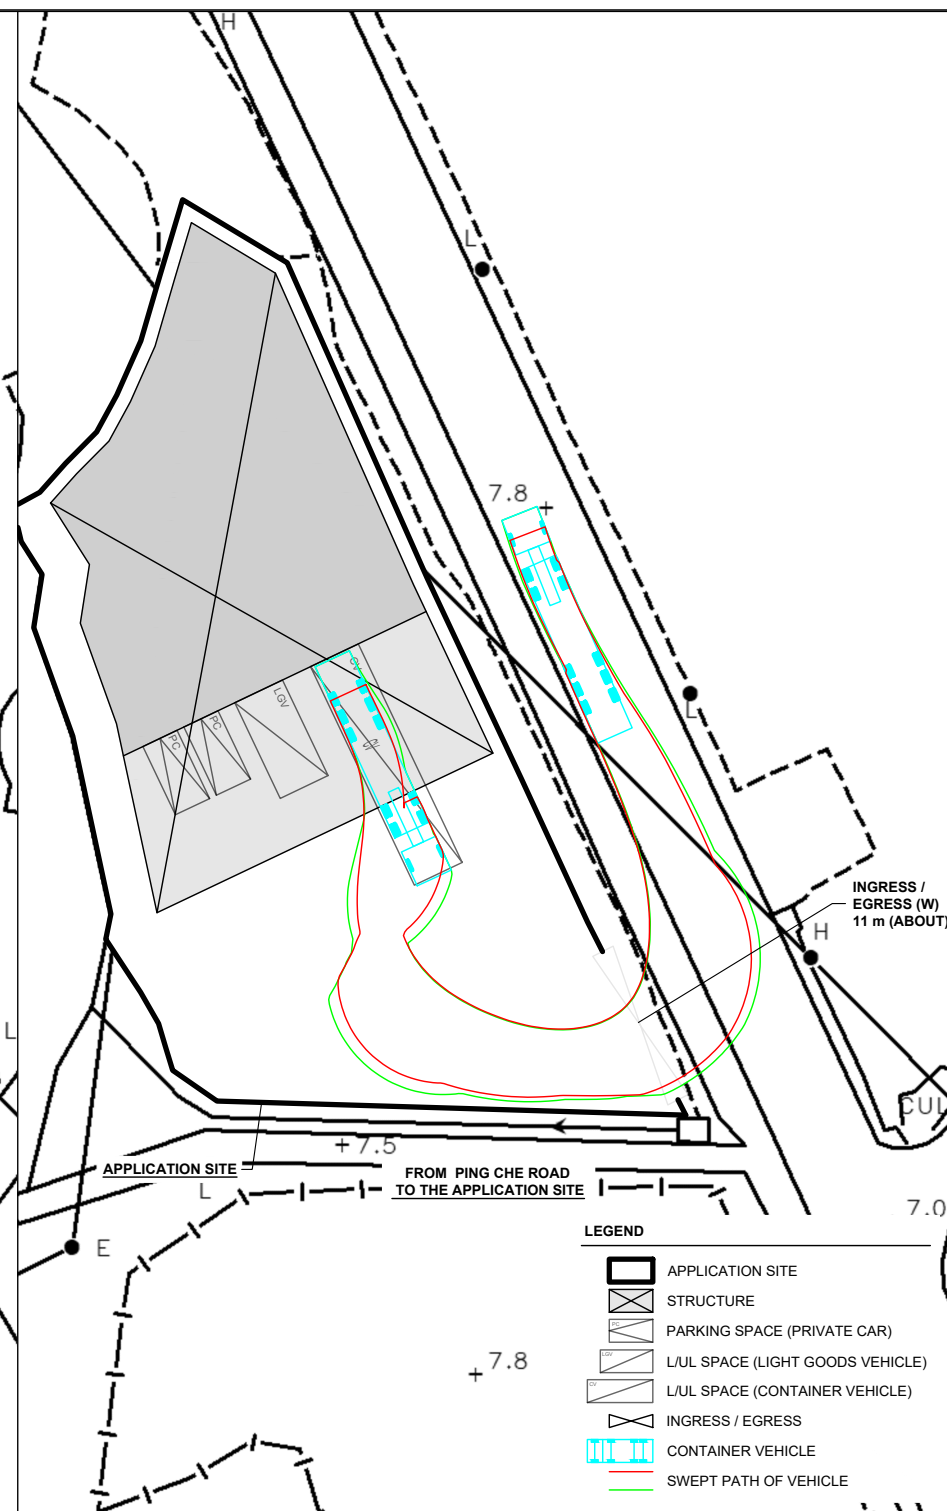 H
L
7.8
CV
LGV
PC
PC
L
INGRESS /
EGRESS (W)
11 m (ABOUT)
H
L
CUL
7.5
APPLICATION SITE
FROM PING CHE ROAD
TO THE APPLICATION SITE
L
7.0
E
LEGEND
APPLICATION SITE
STRUCTURE
PC
PARKING SPACE (PRIVATE CAR)
LGV
L/UL SPACE (LIGHT GOODS VEHICLE)
CV
L/UL SPACE (CONTAINER VEHICLE)
INGRESS / EGRESS
CONTAINER VEHICLE
SWEPT PATH OF VEHICLE
7.8